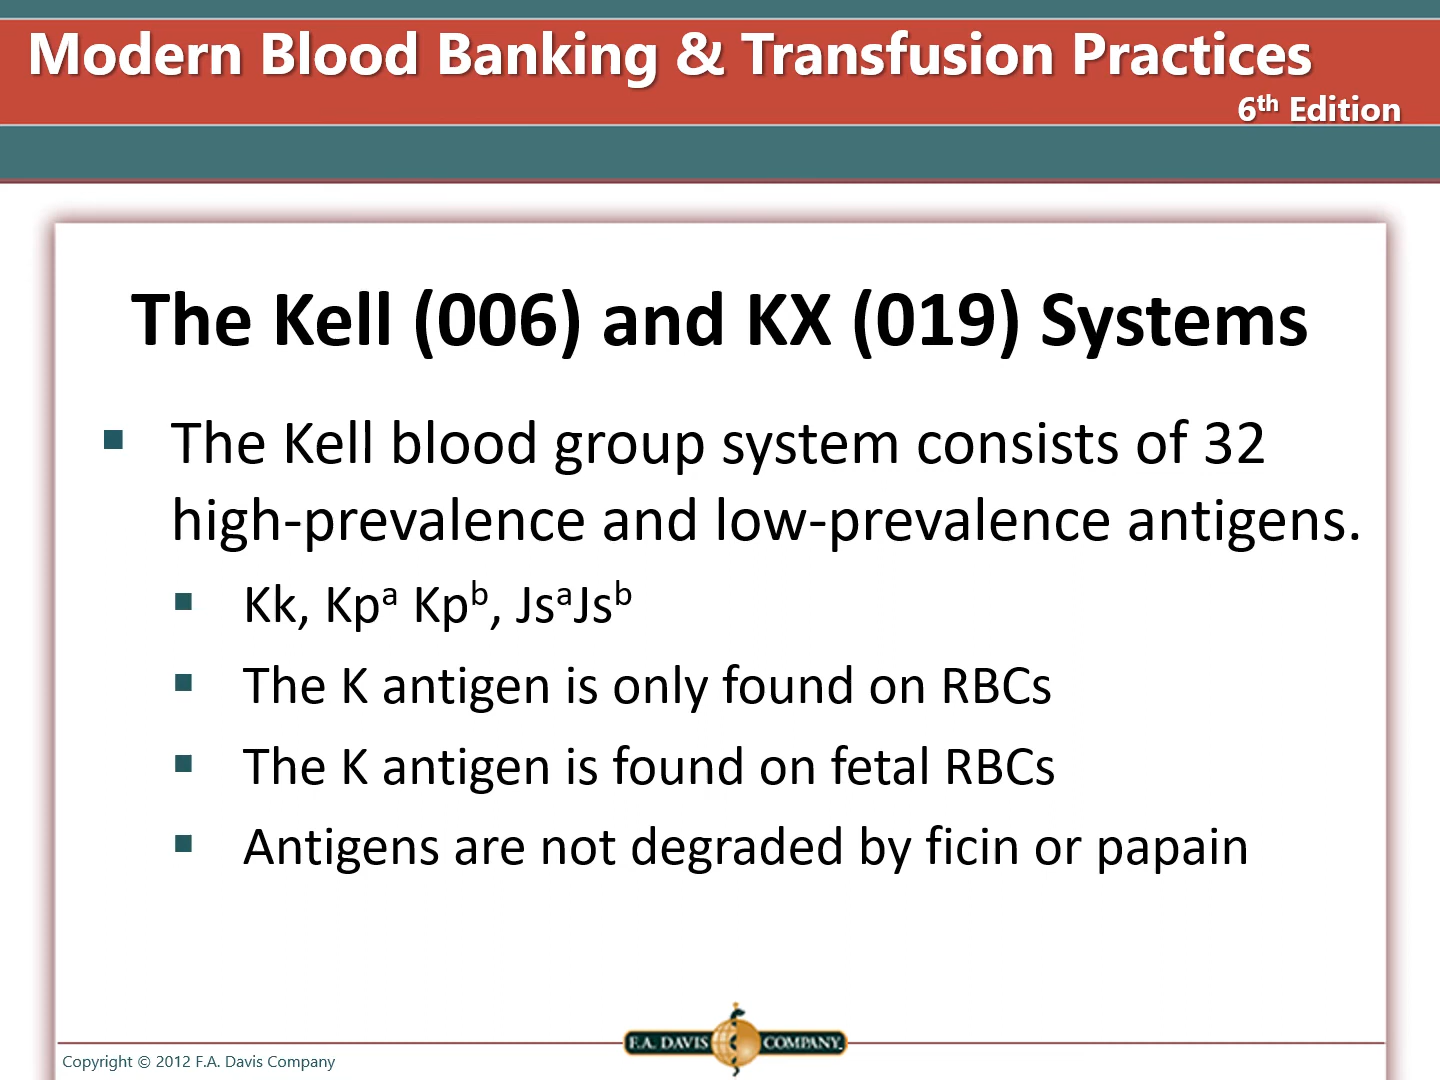 Modern Blood Banking & Transfusion Practices
6th Edition
The Kell (006) and KX (019) Systems
▪ The Kell blood group system consists of 32
high-prevalence and low-prevalence antigens.
▪ Kk, Kpᵃ Kpᵇ, JsᵃJsᵇ
▪ The K antigen is only found on RBCs
▪ The K antigen is found on fetal RBCs
▪ Antigens are not degraded by ficin or papain
F.A. DAVIS COMPANY
Copyright © 2012 F.A. Davis Company